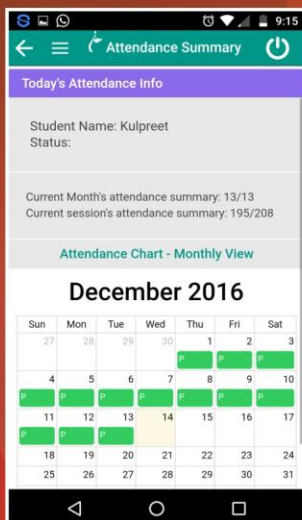 9:15
Attendance Summary
Today's Attendance Info
Student Name: Kulpreet
Status:
Current Month's attendance summary: 13/13
Current session's attendance summary: 195/208
Attendance Chart - Monthly View
December 2016
Sun Mon Tue Wed Thu Fri Sat
27 28 29 30 1 2 3
P P P
4 5 6 7 8 9 10
P P P P P P P
11 12 13 14 15 16 17
P P P
18 19 20 21 22 23 24
25 26 27 28 29 30 31